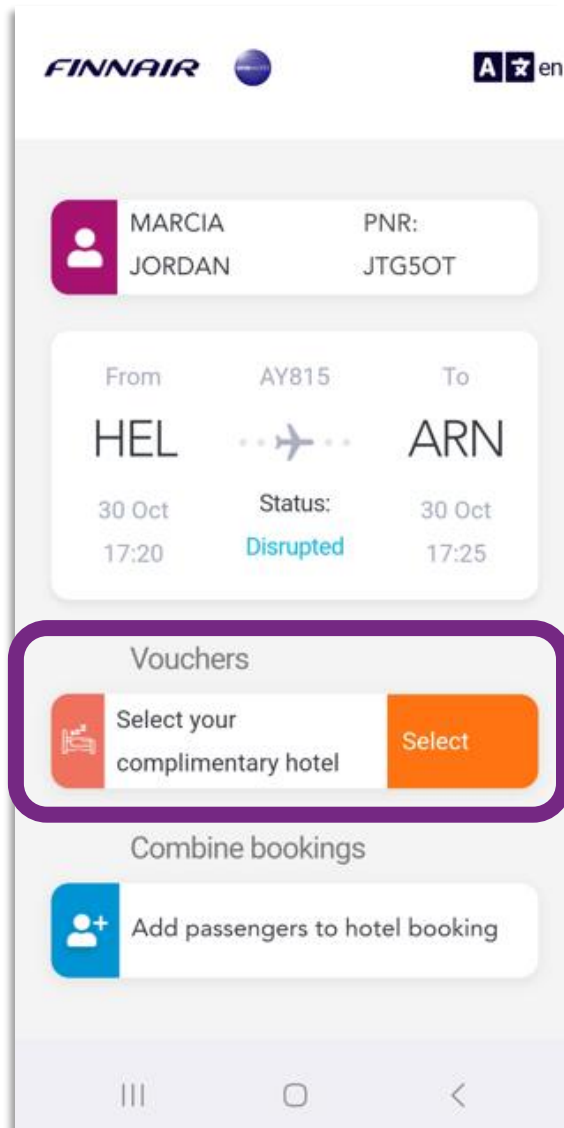 FINNAIR
A en
MARCIA PNR:
JORDAN JTG5OT
From AY815 To
HEL ARN
30 Oct Status: 30 Oct
17:20 Disrupted 17:25
Vouchers
Select your
complimentary hotel
Select
Combine bookings
Add passengers to hotel booking